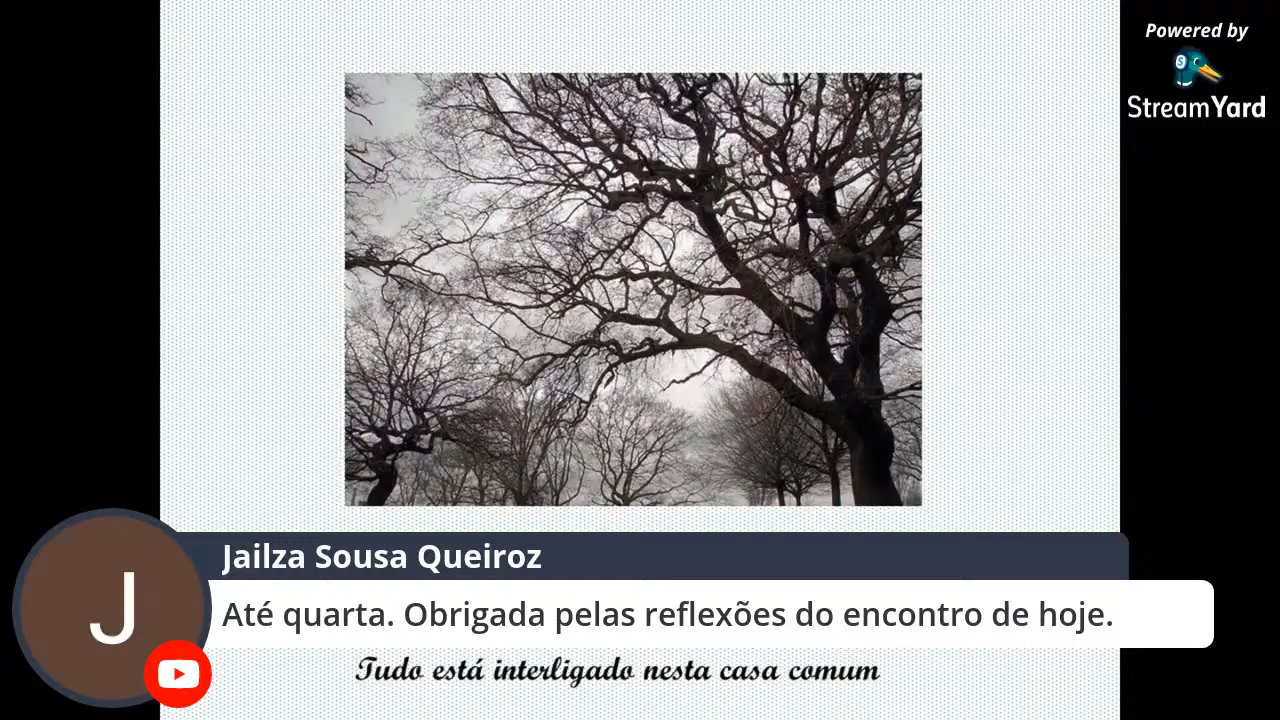 Powered by
StreamYard
Jailza Sousa Queiroz
J
Até quarta. Obrigada pelas reflexões do encontro de hoje.
Tudo está interligado nesta casa comum